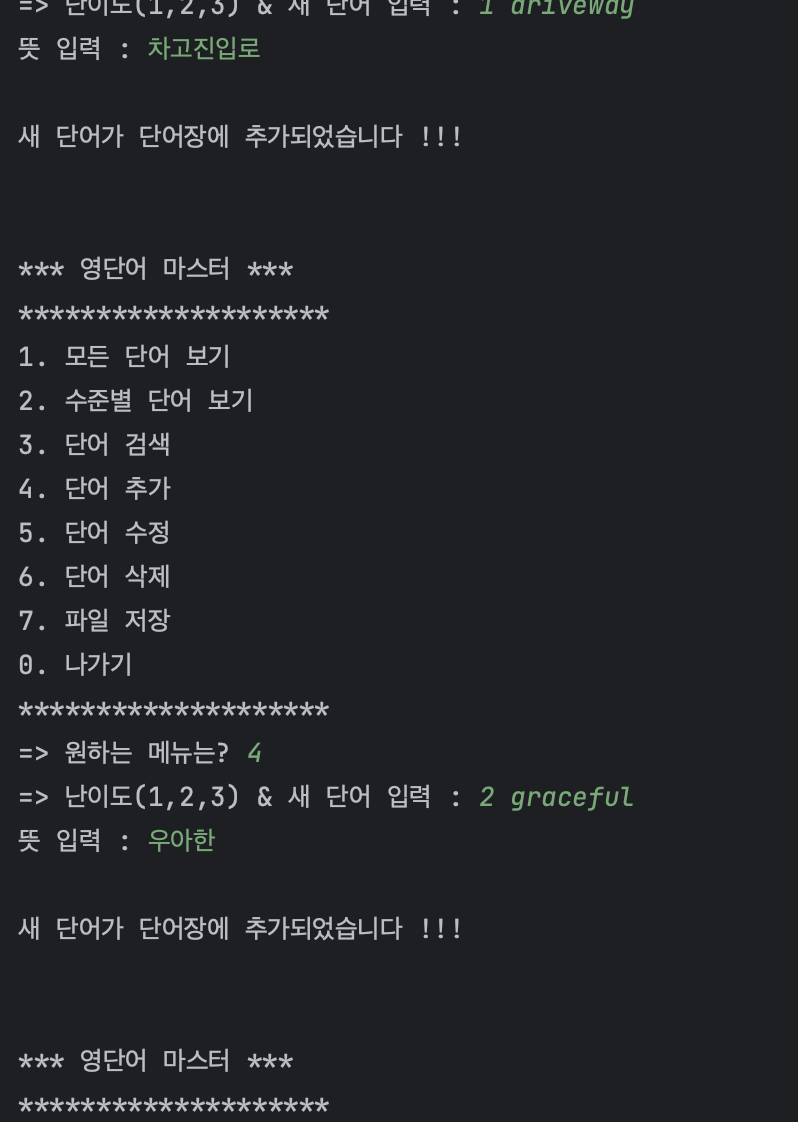 => 난이도(1,2,3) & 새 단어 입력 : 1 driveway
뜻 입력 : 차고진입로
새 단어가 단어장에 추가되었습니다 !!!
*** 영단어 마스터 ***
********************
1. 모든 단어 보기
2. 수준별 단어 보기
3. 단어 검색
4. 단어 추가
5. 단어 수정
6. 단어 삭제
7. 파일 저장
0. 나가기
********************
=> 원하는 메뉴는? 4
=> 난이도(1,2,3) & 새 단어 입력 : 2 graceful
뜻 입력 : 우아한
새 단어가 단어장에 추가되었습니다 !!!
*** 영단어 마스터 ***
********************